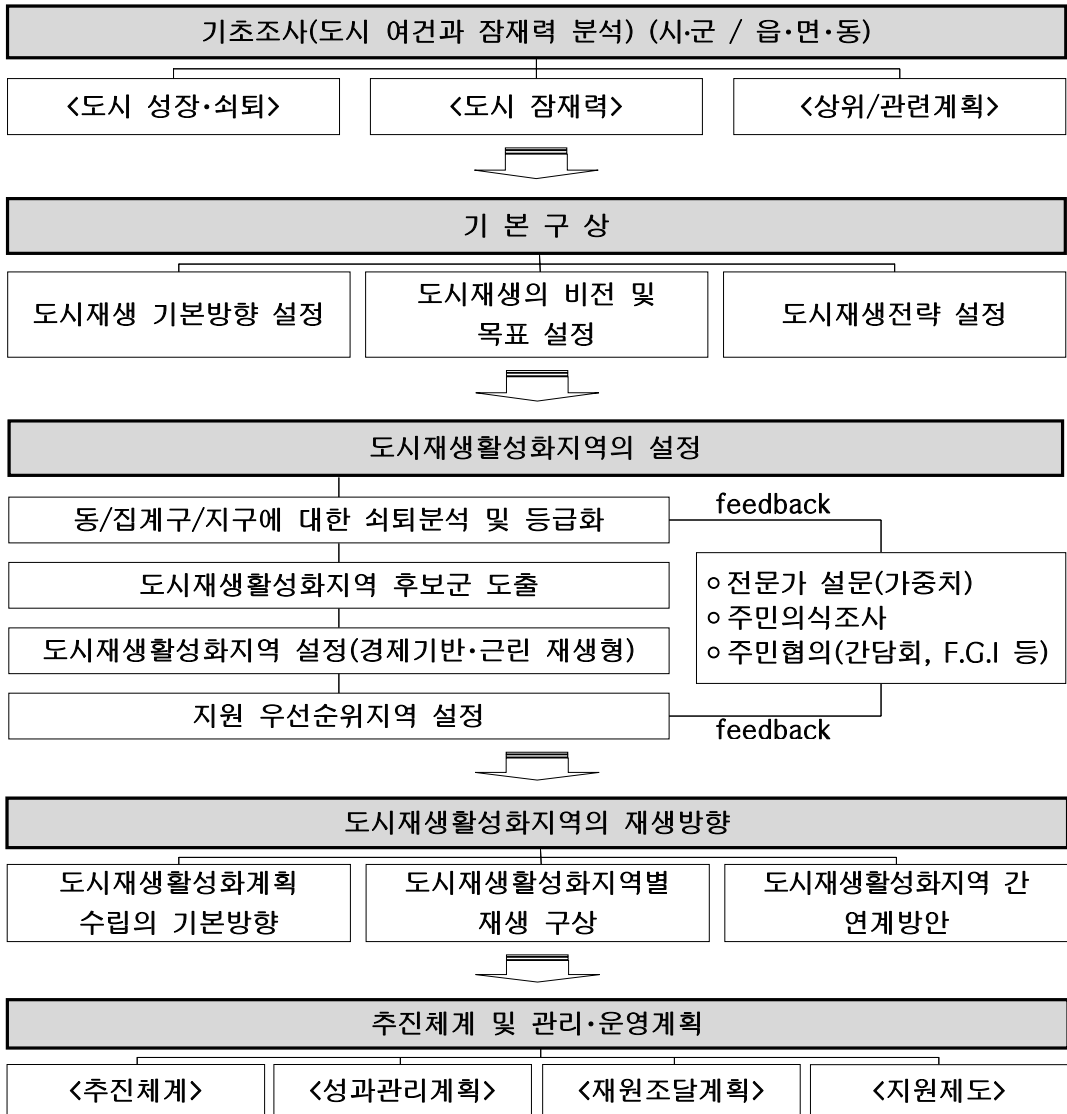 기초조사(도시 여건과 잠재력 분석) (시·군 / 읍·면·동)
<도시 성장·쇠퇴>
<도시 잠재력>
<상위/관련계획>
기 본 구 상
도시재생 기본방향 설정
도시재생의 비전 및
목표 설정
도시재생전략 설정
도시재생활성화지역의 설정
동/집계구/지구에 대한 쇠퇴분석 및 등급화
feedback
도시재생활성화지역 후보군 도출
도시재생활성화지역 설정(경제기반·근린 재생형)
지원 우선순위지역 설정
∘전문가 설문(가중치)
∘주민의식조사
∘주민협의(간담회, F.G.I 등)
feedback
도시재생활성화지역의 재생방향
도시재생활성화계획
수립의 기본방향
도시재생활성화지역별
재생 구상
도시재생활성화지역 간
연계방안
추진체계 및 관리·운영계획
<추진체계>
<성과관리계획>
<재원조달계획>
<지원제도>